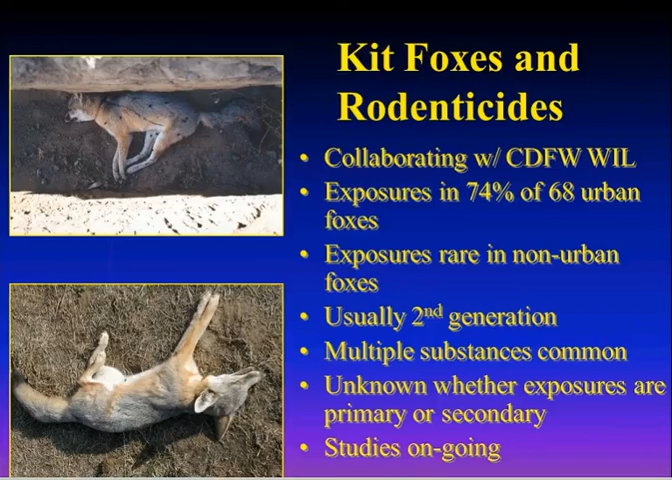 Kit Foxes and
Rodenticides
• Collaborating w/ CDFW WIL
• Exposures in 74% of 68 urban
foxes
• Exposures rare in non-urban
foxes
• Usually 2nd generation
• Multiple substances common
• Unknown whether exposures are
primary or secondary
• Studies on-going